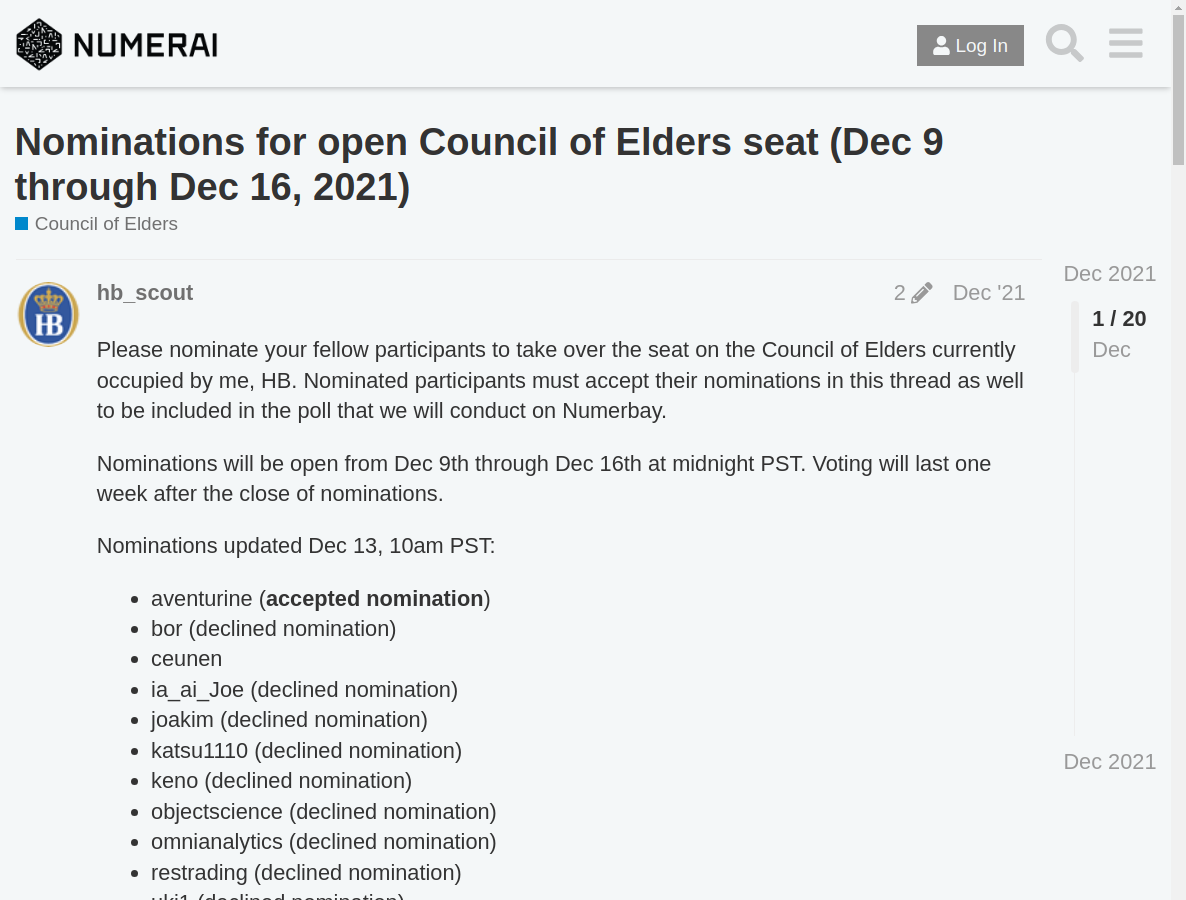 NUMERAI
Log In
Nominations for open Council of Elders seat (Dec 9
through Dec 16, 2021)
Council of Elders
HB
hb_scout
2
Dec '21
Dec 2021
1 / 20
Dec
Please nominate your fellow participants to take over the seat on the Council of Elders currently
occupied by me, HB. Nominated participants must accept their nominations in this thread as well
to be included in the poll that we will conduct on Numerbay.
Nominations will be open from Dec 9th through Dec 16th at midnight PST. Voting will last one
week after the close of nominations.
Nominations updated Dec 13, 10am PST:
aventurine (accepted nomination)
bor (declined nomination)
ceunen
ia_ai_Joe (declined nomination)
joakim (declined nomination)
katsu1110 (declined nomination)
keno (declined nomination)
objectscience (declined nomination)
omnianalytics (declined nomination)
restrading (declined nomination)
uki1 (declined nomination)
Dec 2021